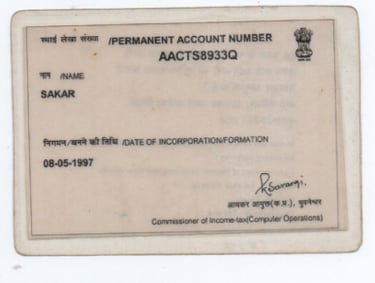 स्थाई लेखा संख्या /PERMANENT ACCOUNT NUMBER
AACTS8933Q
नाम /NAME
SAKAR
निगमन/बनने की तिथि /DATE OF INCORPORATION/FORMATION
08-05-1997
आयकर आयुक्त(क.प्र.), भुवनेश्वर
Commissioner of Income-tax(Computer Operations)